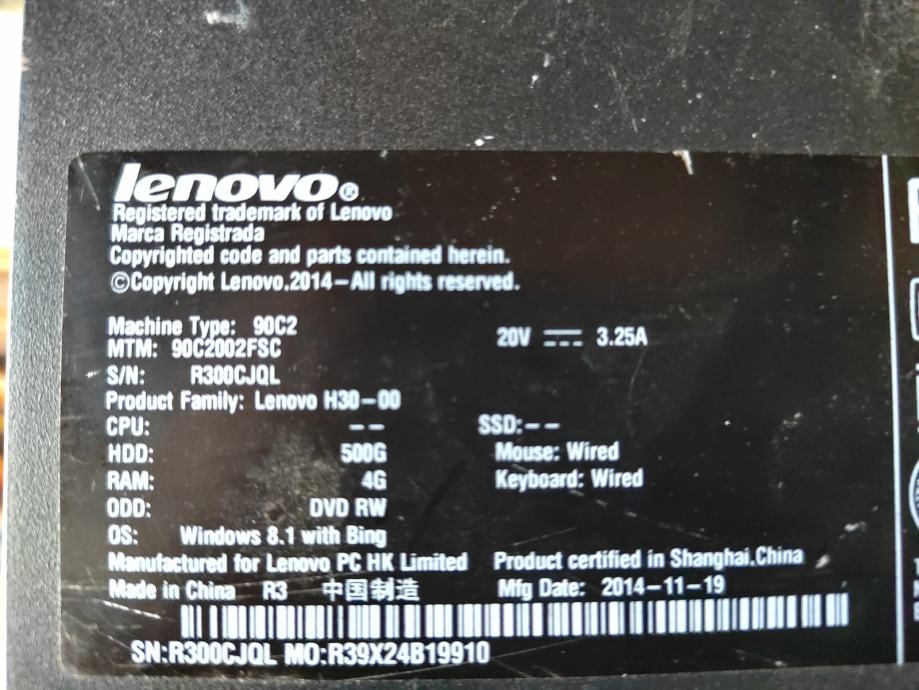 lenovo®
Registered trademark of Lenovo
Marca Registrada
Copyrighted code and parts contained herein.
©Copyright Lenovo.2014-All rights reserved.
Machine Type: 90C2
20V ⎓ 3.25A
MTM: 90C2002FSC
S/N: R300CJQL
Product Family: Lenovo H30-00
CPU: -- SSD:--
HDD: 500G Mouse: Wired
RAM: 4G Keyboard: Wired
ODD: DVD RW
OS: Windows 8.1 with Bing
Manufactured for Lenovo PC HK Limited Product certified in Shanghai.China
Made in China R3 中国制造 Mfg Date: 2014-11-19
SN:R300CJQL MO:R39X24B19910